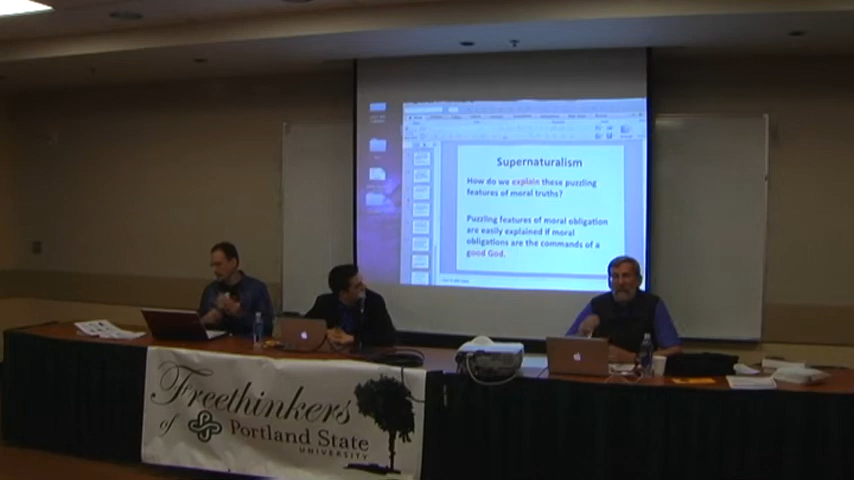 Supernaturalism
How do we explain these puzzling
features of moral truths?
Puzzling features of moral obligation
are easily explained if moral
obligations are the commands of a
good God.
Freethinkers
of Portland State
UNIVERSITY